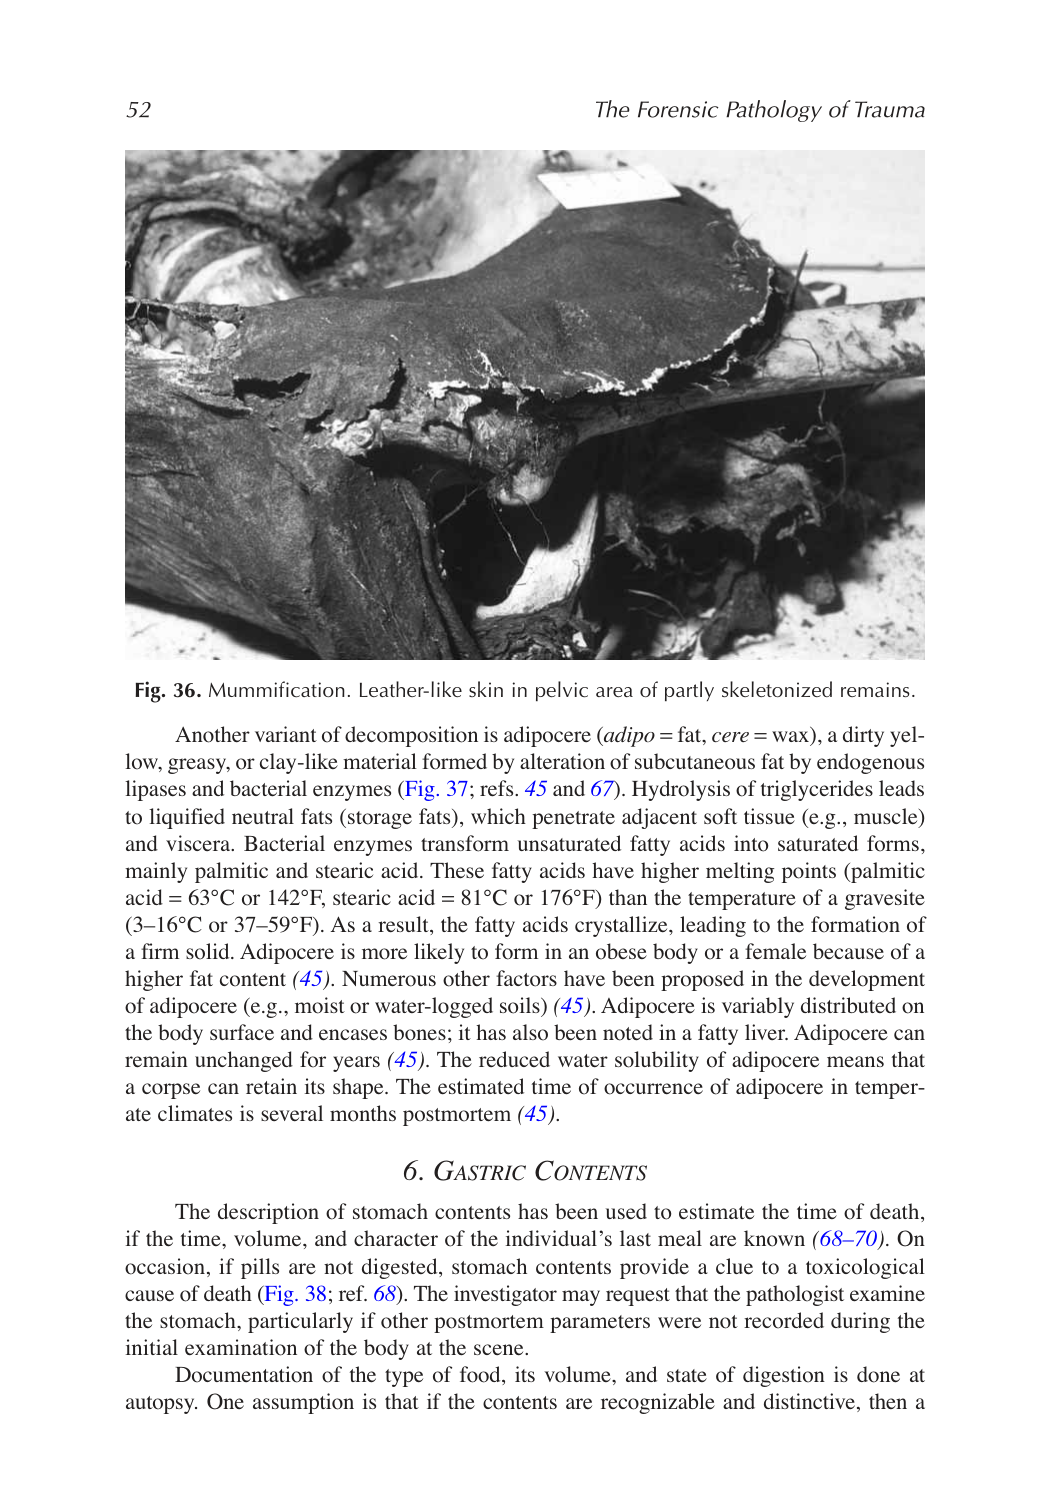 52
The Forensic Pathology of Trauma
Fig. 36. Mummification. Leather-like skin in pelvic area of partly skeletonized remains.
Another variant of decomposition is adipocere (adipo = fat, cere = wax), a dirty yel-
low, greasy, or clay-like material formed by alteration of subcutaneous fat by endogenous
lipases and bacterial enzymes (Fig. 37; refs. 45 and 67). Hydrolysis of triglycerides leads
to liquified neutral fats (storage fats), which penetrate adjacent soft tissue (e.g., muscle)
and viscera. Bacterial enzymes transform unsaturated fatty acids into saturated forms,
mainly palmitic and stearic acid. These fatty acids have higher melting points (palmitic
acid = 63°C or 142°F, stearic acid = 81°C or 176°F) than the temperature of a gravesite
(3–16°C or 37–59°F). As a result, the fatty acids crystallize, leading to the formation of
a firm solid. Adipocere is more likely to form in an obese body or a female because of a
higher fat content (45). Numerous other factors have been proposed in the development
of adipocere (e.g., moist or water-logged soils) (45). Adipocere is variably distributed on
the body surface and encases bones; it has also been noted in a fatty liver. Adipocere can
remain unchanged for years (45). The reduced water solubility of adipocere means that
a corpse can retain its shape. The estimated time of occurrence of adipocere in temper-
ate climates is several months postmortem (45).
6. GASTRIC CONTENTS
The description of stomach contents has been used to estimate the time of death,
if the time, volume, and character of the individual’s last meal are known (68–70). On
occasion, if pills are not digested, stomach contents provide a clue to a toxicological
cause of death (Fig. 38; ref. 68). The investigator may request that the pathologist examine
the stomach, particularly if other postmortem parameters were not recorded during the
initial examination of the body at the scene.
Documentation of the type of food, its volume, and state of digestion is done at
autopsy. One assumption is that if the contents are recognizable and distinctive, then a